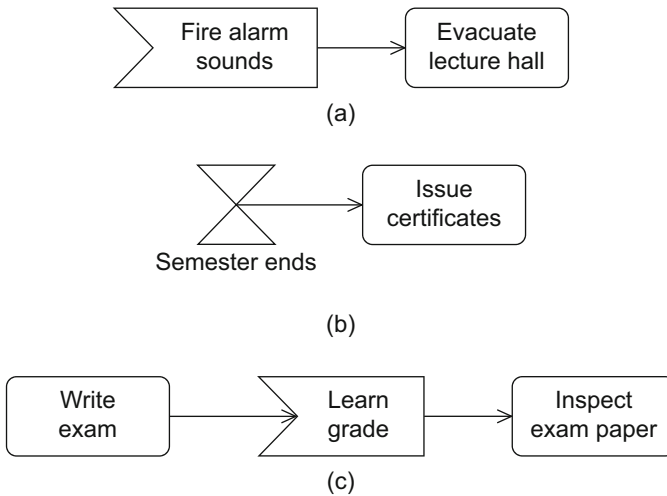 Fire alarm
sounds
Evacuate
lecture hall
(a)
Issue
certificates
Semester ends
(b)
Write
exam
Learn
grade
Inspect
exam paper
(c)